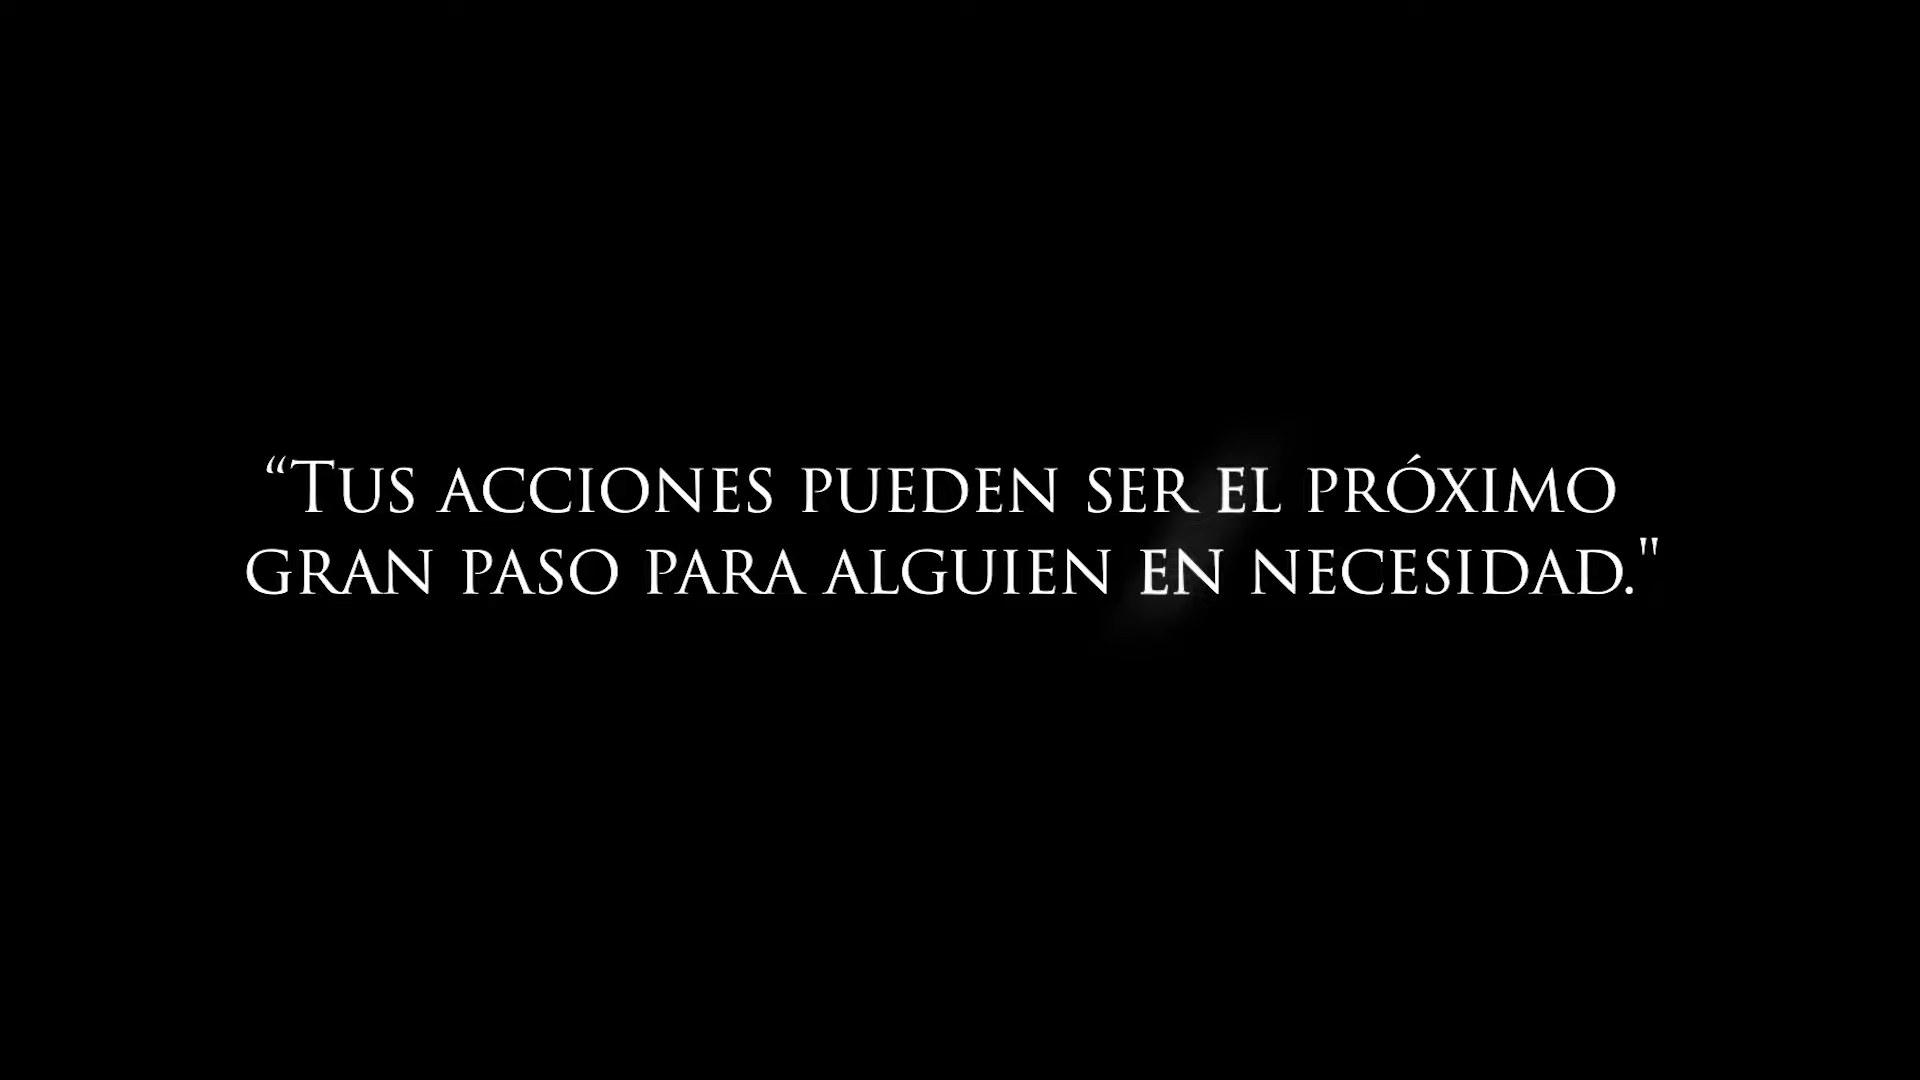 “Tus acciones pueden ser el próximo
gran paso para alguien en necesidad."